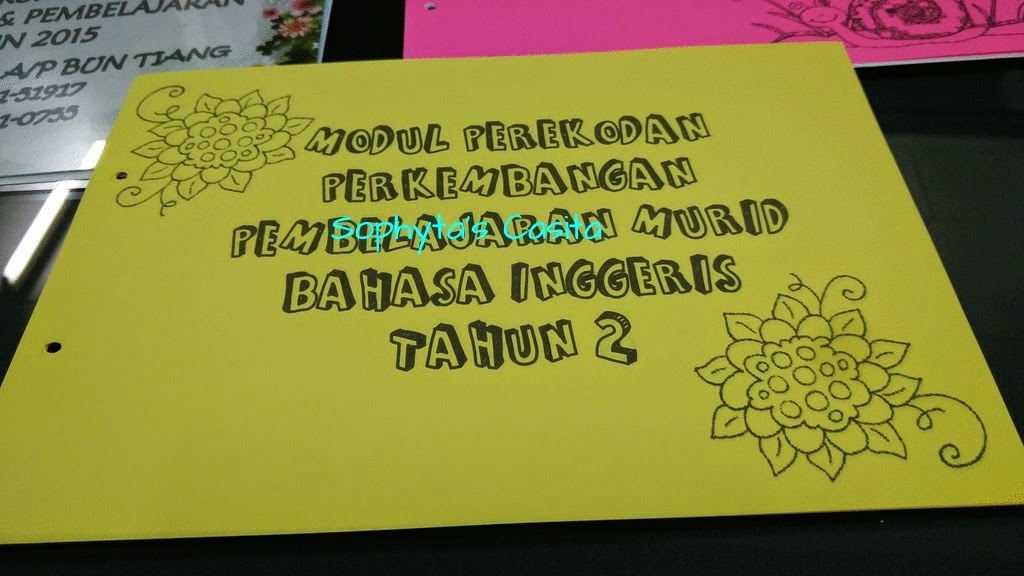 & PEMBELAJARAN
UN 2015
A/P BUN TIANG
1-51917
1-0755
MODUL PEREKODAN
PERKEMBANGAN
PEMBELAJARAN MURID
BAHASA INGGERIS
TAHUN 2
Sophyta's Casita